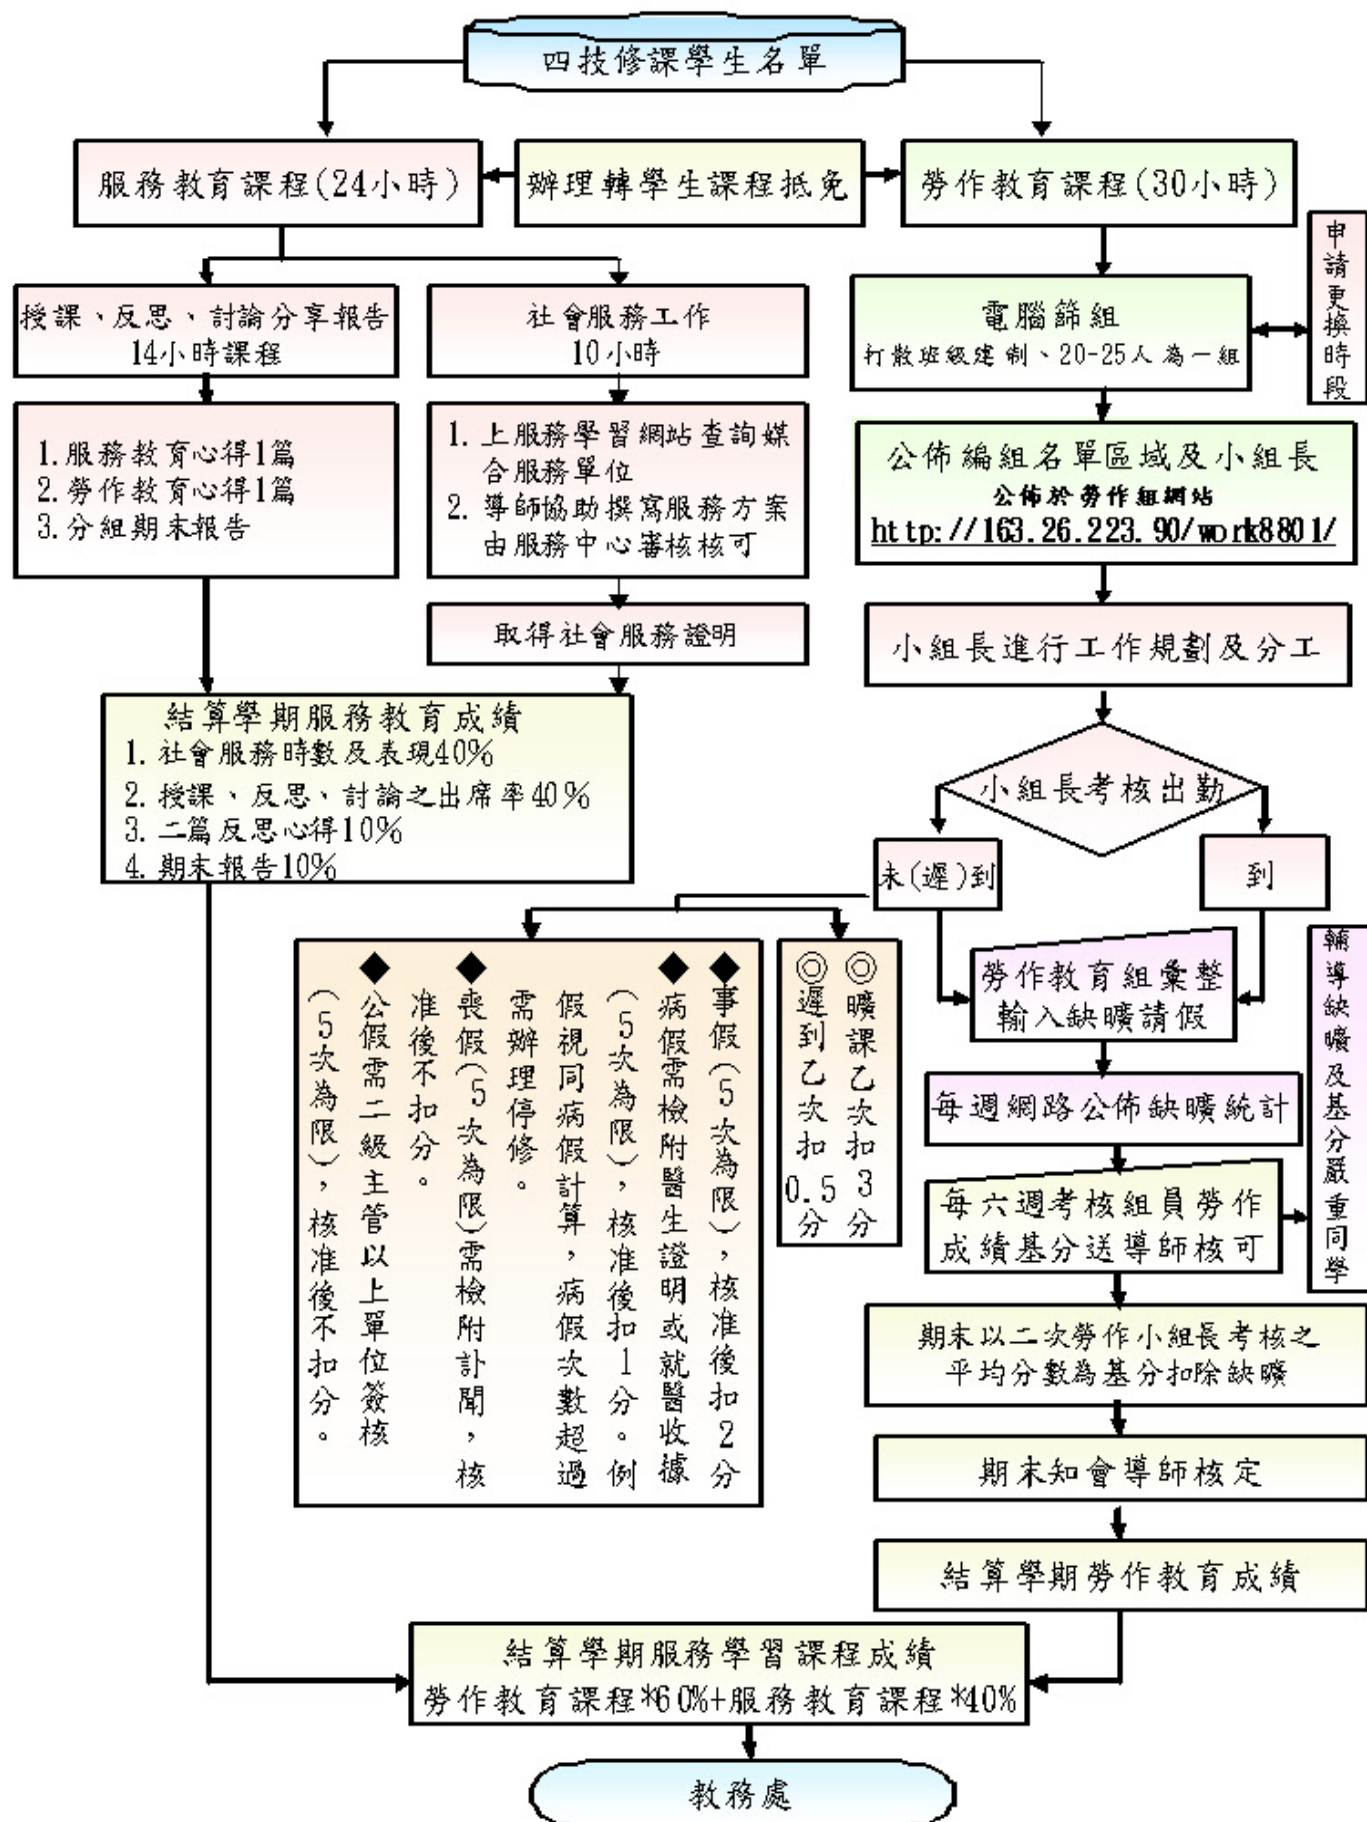 四技修課學生名單
服務教育課程(24小時)
辦理轉學生課程抵免
勞作教育課程(30小時)
申請更換時段
授課、反思、討論分享報告
14小時課程
社會服務工作
10小時
電腦篩組
打散班級建制、20-25人為一組
1.服務教育心得1篇
2.勞作教育心得1篇
3.分組期末報告
1. 上服務學習網站查詢媒
合服務單位
2. 導師協助撰寫服務方案
由服務中心審核核可
公佈編組名單區域及小組長
公佈於勞作組網站
http://163.26.223.90/work8801/
取得社會服務證明
小組長進行工作規劃及分工
結算學期服務教育成績
1. 社會服務時數及表現40%
2. 授課、反思、討論之出席率40%
3. 二篇反思心得10%
4. 期末報告10%
小組長考核出勤
未(遲)到
到
◎曠課乙次扣3分
◎遲到乙次扣0.5分
◆事假(5次為限)，核准後扣2分
◆病假需檢附醫生證明或就醫收據
(5次為限)，核准後扣1分。例
假視同病假計算，病假次數超過
需辦理停修。
◆喪假(5次為限)需檢附訃聞，核
准後不扣分。
◆公假需二級主管以上單位簽核
(5次為限)，核准後不扣分。
勞作教育組彙整
輸入缺曠請假
輔導缺曠及基分嚴重同學
每週網路公佈缺曠統計
每六週考核組員勞作
成績基分送導師核可
期末以二次勞作小組長考核之
平均分數為基分扣除缺曠
期末知會導師核定
結算學期勞作教育成績
結算學期服務學習課程成績
勞作教育課程*60%+服務教育課程*40%
教務處